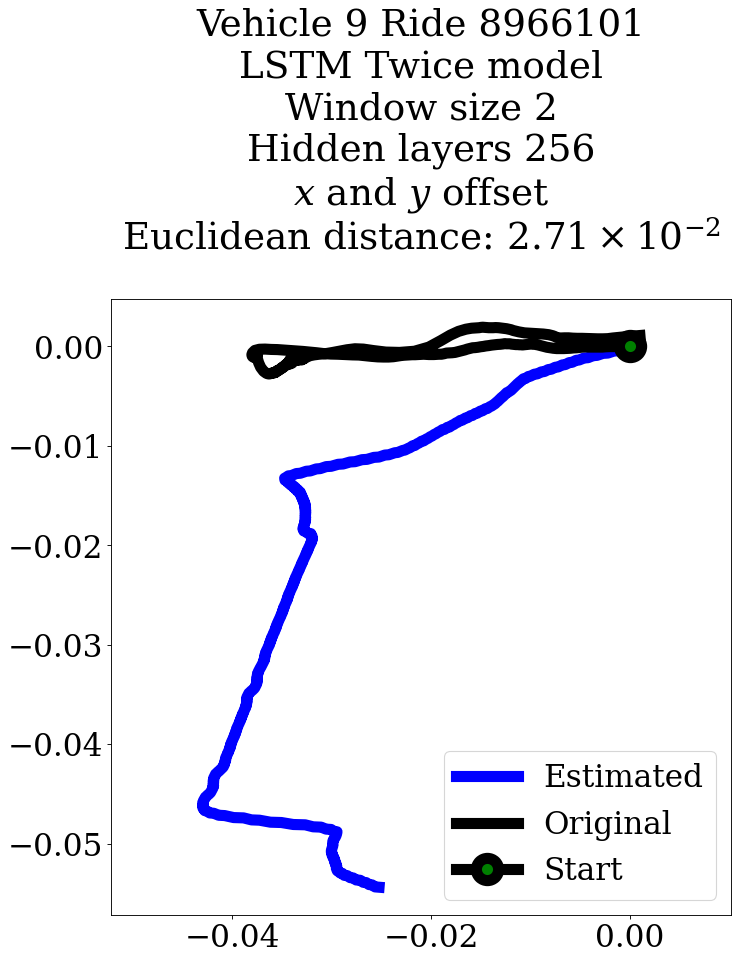 Vehicle 9 Ride 8966101
LSTM Twice model
Window size 2
Hidden layers 256
x and y offset
Euclidean distance: 2.71 × 10⁻²
0.00
−0.01
−0.02
−0.03
−0.04
−0.05
Estimated
Original
Start
−0.04 −0.02 0.00